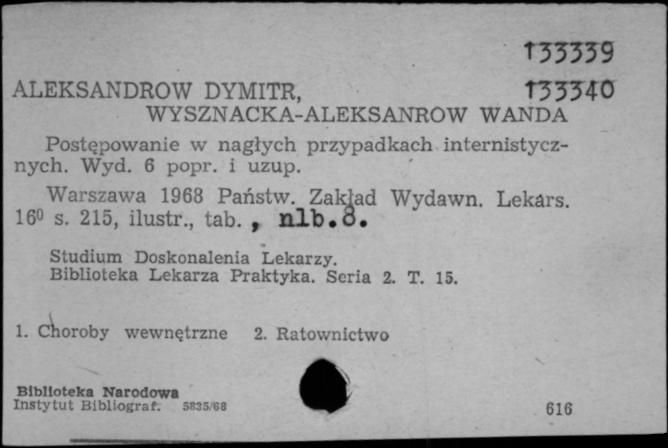 133339
ALEKSANDROW DYMITR,
133340
WYSZNACKA-ALEKSANROW WANDA
Postępowanie w nagłych przypadkach internistycz-
nych. Wyd. 6 popr. i uzup.
Warszawa 1968 Państw. Zakład Wydawn. Lekars.
16⁰ s. 215, ilustr., tab. , nlb.8.
Studium Doskonalenia Lekarzy.
Biblioteka Lekarza Praktyka. Seria 2. T. 15.
1. Choroby wewnętrzne 2. Ratownictwo
Biblioteka Narodowa
Instytut Bibliograf. 5835/68
616